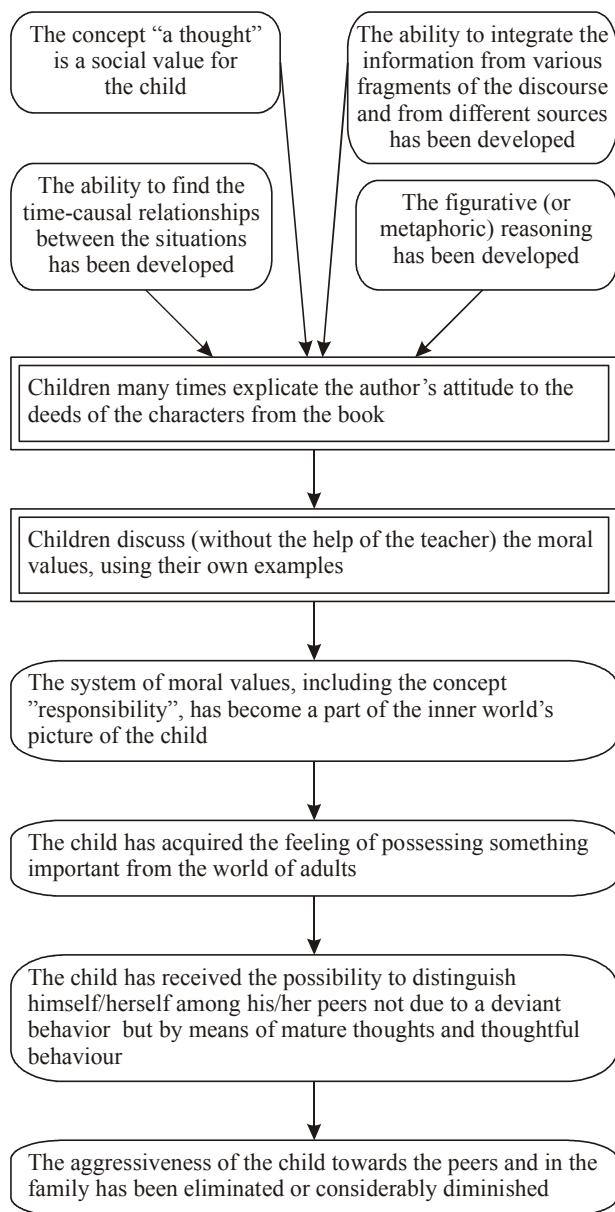 The concept “a thought”
is a social value for
the child
The ability to integrate the
information from various
fragments of the discourse
and from different sources
has been developed
The ability to find the
time-causal relationships
between the situations
has been developed
The figurative (or
metaphoric) reasoning
has been developed
Children many times explicate the author’s attitude to the
deeds of the characters from the book
Children discuss (without the help of the teacher) the moral
values, using their own examples
The system of moral values, including the concept
”responsibility”, has become a part of the inner world’s
picture of the child
The child has acquired the feeling of possessing something
important from the world of adults
The child has received the possibility to distinguish
himself/herself among his/her peers not due to a deviant
behavior but by means of mature thoughts and thoughtful
behaviour
The aggressiveness of the child towards the peers and in the
family has been eliminated or considerably diminished